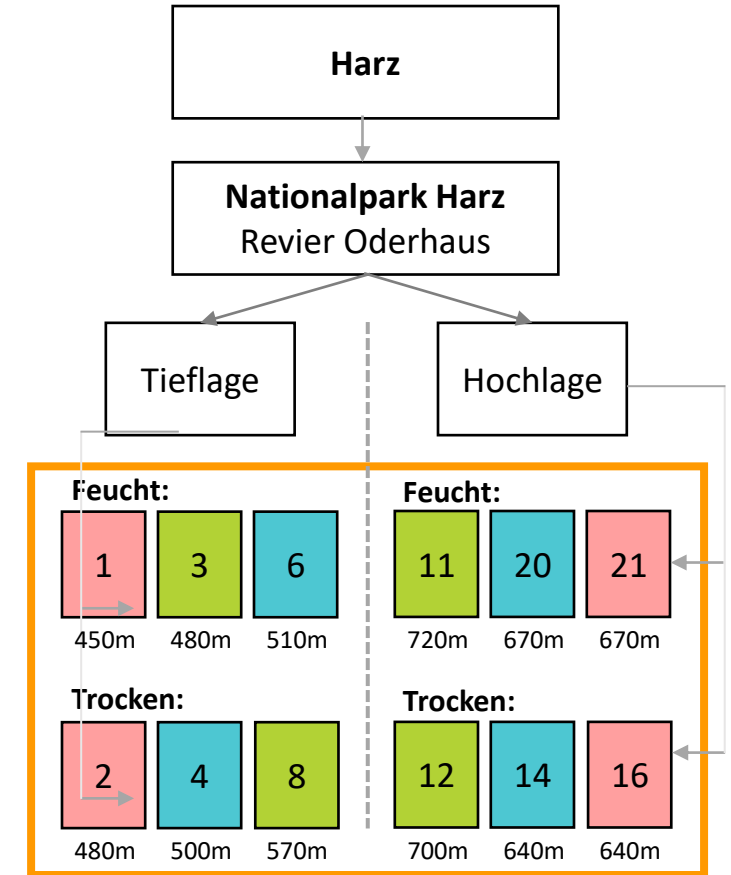 Harz
Nationalpark Harz
Revier Oderhaus
Tieflage
Hochlage
Feucht:
1 3 6
450m 480m 510m
Trocken:
2 4 8
480m 500m 570m
Feucht:
11 20 21
720m 670m 670m
Trocken:
12 14 16
700m 640m 640m